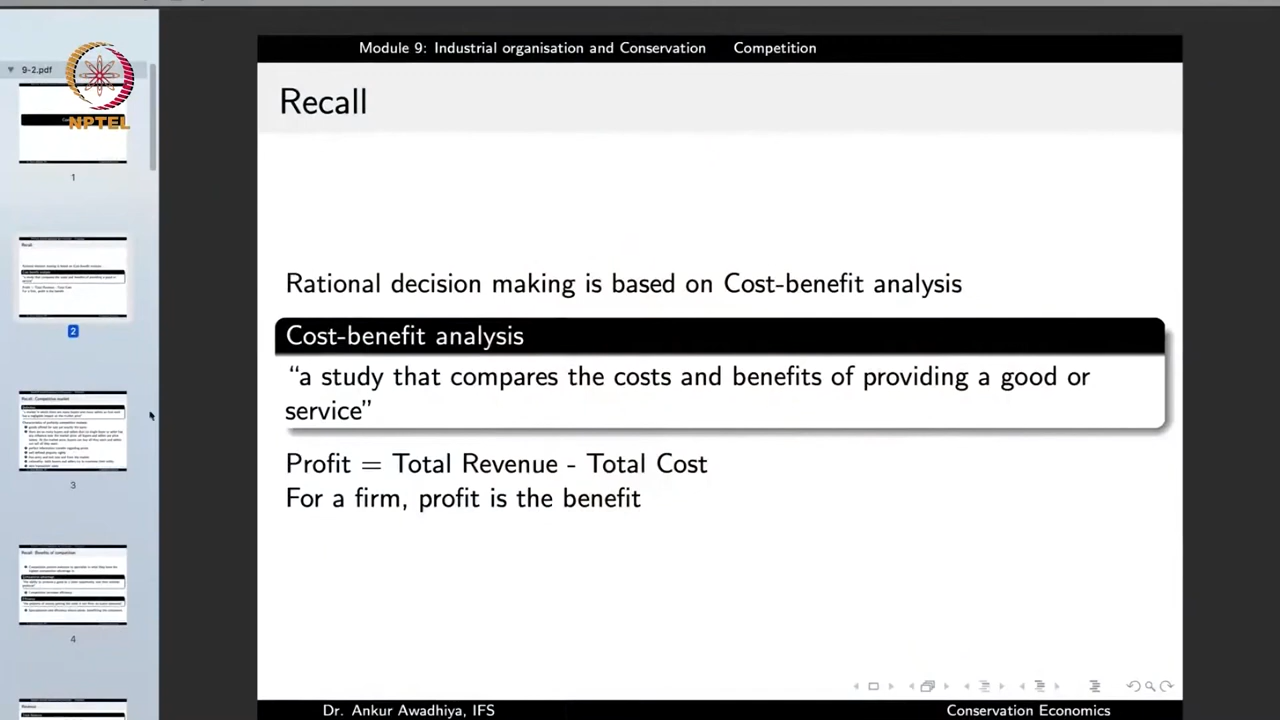 Module 9: Industrial organisation and Conservation Competition
9-2.pdf
NPTEL
Recall
Rational decision making is based on Cost-benefit analysis
Cost-benefit analysis
“a study that compares the costs and benefits of providing a good or
service”
Profit = Total Revenue - Total Cost
For a firm, profit is the benefit
1
2
3
4
Dr. Ankur Awadhiya, IFS Conservation Economics